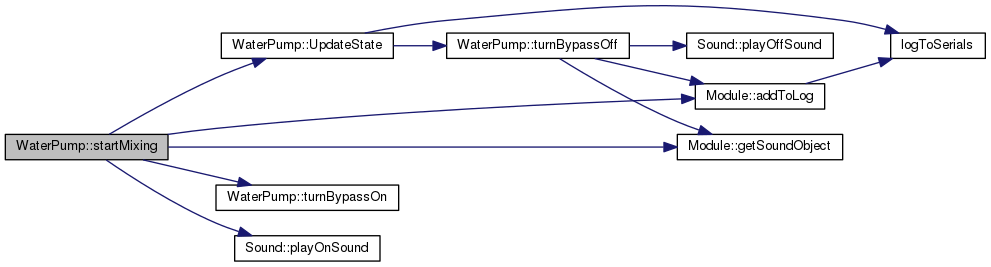 WaterPump::UpdateState
WaterPump::turnBypassOff
Sound::playOffSound
logToSerials
Module::addToLog
WaterPump::startMixing
Module::getSoundObject
WaterPump::turnBypassOn
Sound::playOnSound